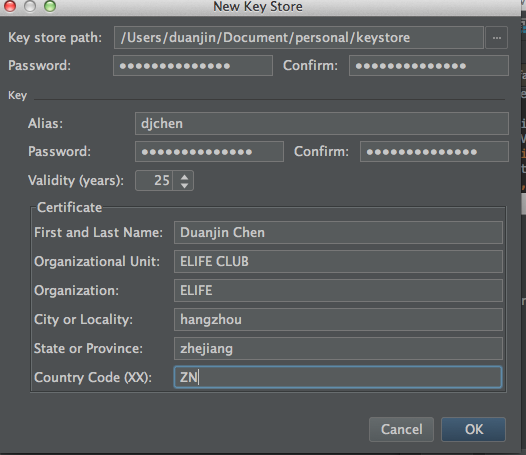 New Key Store
Key store path: /Users/duanjin/Document/personal/keystore ...
Password: •••••••••••••• Confirm: ••••••••••••••
Key
Alias: djchen
Password: •••••••••••••• Confirm: ••••••••••••••
Validity (years): 25
Certificate
First and Last Name: Duanjin Chen
Organizational Unit: ELIFE CLUB
Organization: ELIFE
City or Locality: hangzhou
State or Province: zhejiang
Country Code (XX): ZN
Cancel OK